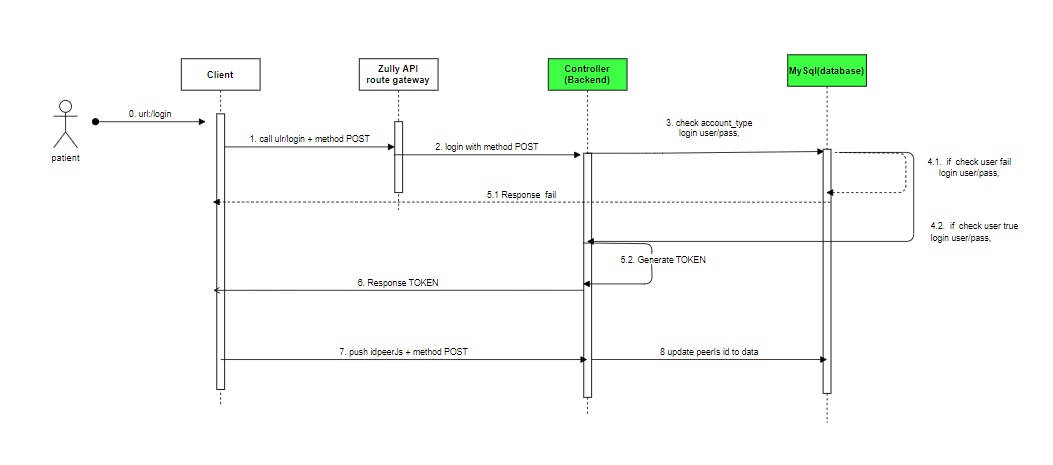 Client
Zully API
route gateway
Controller
(Backend)
MySql(database)
patient
0. url:/login
1. call ulr/login + method POST
2. login with method POST
3. check account_type
login user/pass,
4.1. if check user fail
login user/pass,
5.1 Response fail
4.2. if check user true
login user/pass,
5.2. Generate TOKEN
6. Response TOKEN
7. push idpeerJs + method POST
8 update peerIs id to data